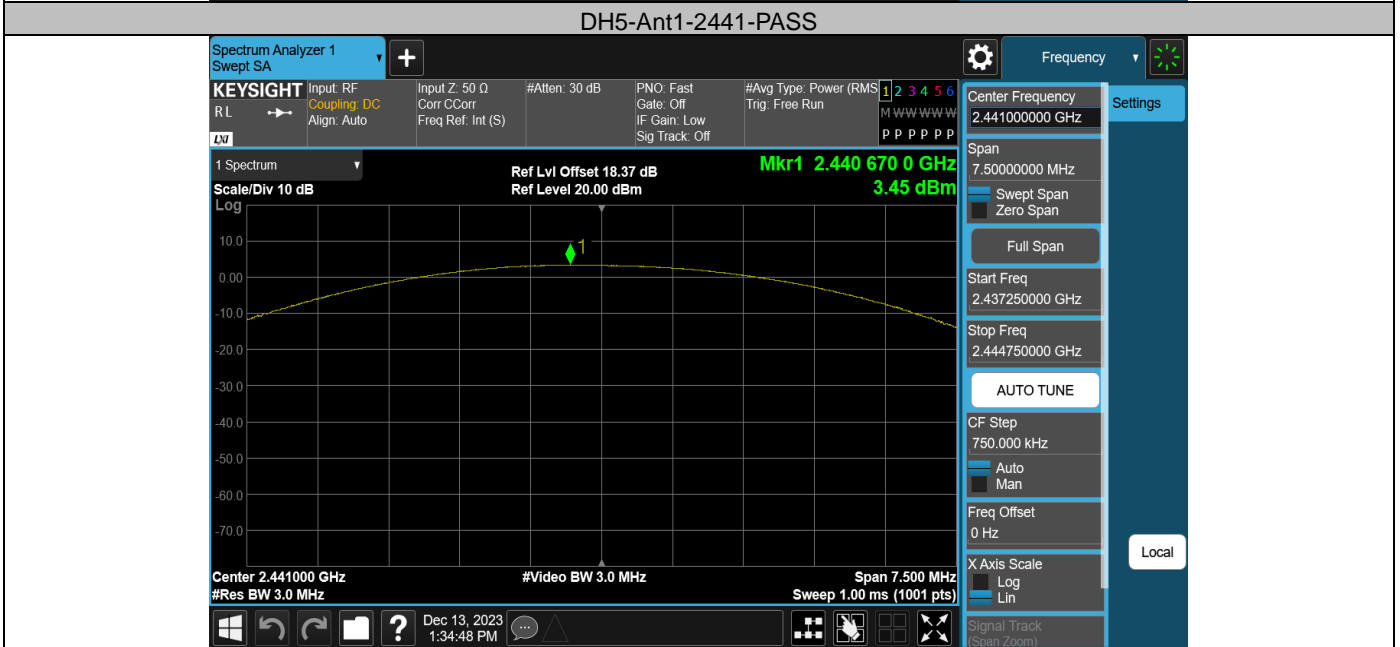 DH5-Ant1-2441-PASS
Spectrum Analyzer 1
Swept SA
Frequency
KEYSIGHT
R L
LXI
Input: RF
Coupling: DC
Align: Auto
Input Z: 50 Ω
Corr CCorr
Freq Ref: Int (S)
#Atten: 30 dB
PNO: Fast
Gate: Off
IF Gain: Low
Sig Track: Off
#Avg Type: Power (RMS
Trig: Free Run
1 2 3 4 5 6
M W W W W W
P P P P P P
1 Spectrum
Scale/Div 10 dB
Log
Ref Lvl Offset 18.37 dB
Ref Level 20.00 dBm
Mkr1 2.440 670 0 GHz
3.45 dBm
1
10.0
0.00
-10.0
-20.0
-30.0
-40.0
-50.0
-60.0
-70.0
Center 2.441000 GHz
#Video BW 3.0 MHz
Span 7.500 MHz
#Res BW 3.0 MHz
Sweep 1.00 ms (1001 pts)
Center Frequency
2.441000000 GHz
Settings
Span
7.50000000 MHz
Swept Span
Zero Span
Full Span
Start Freq
2.437250000 GHz
Stop Freq
2.444750000 GHz
AUTO TUNE
CF Step
750.000 kHz
Auto
Man
Freq Offset
0 Hz
X Axis Scale
Log
Lin
Local
Signal Track
(Span Zoom)
?
Dec 13, 2023
1:34:48 PM